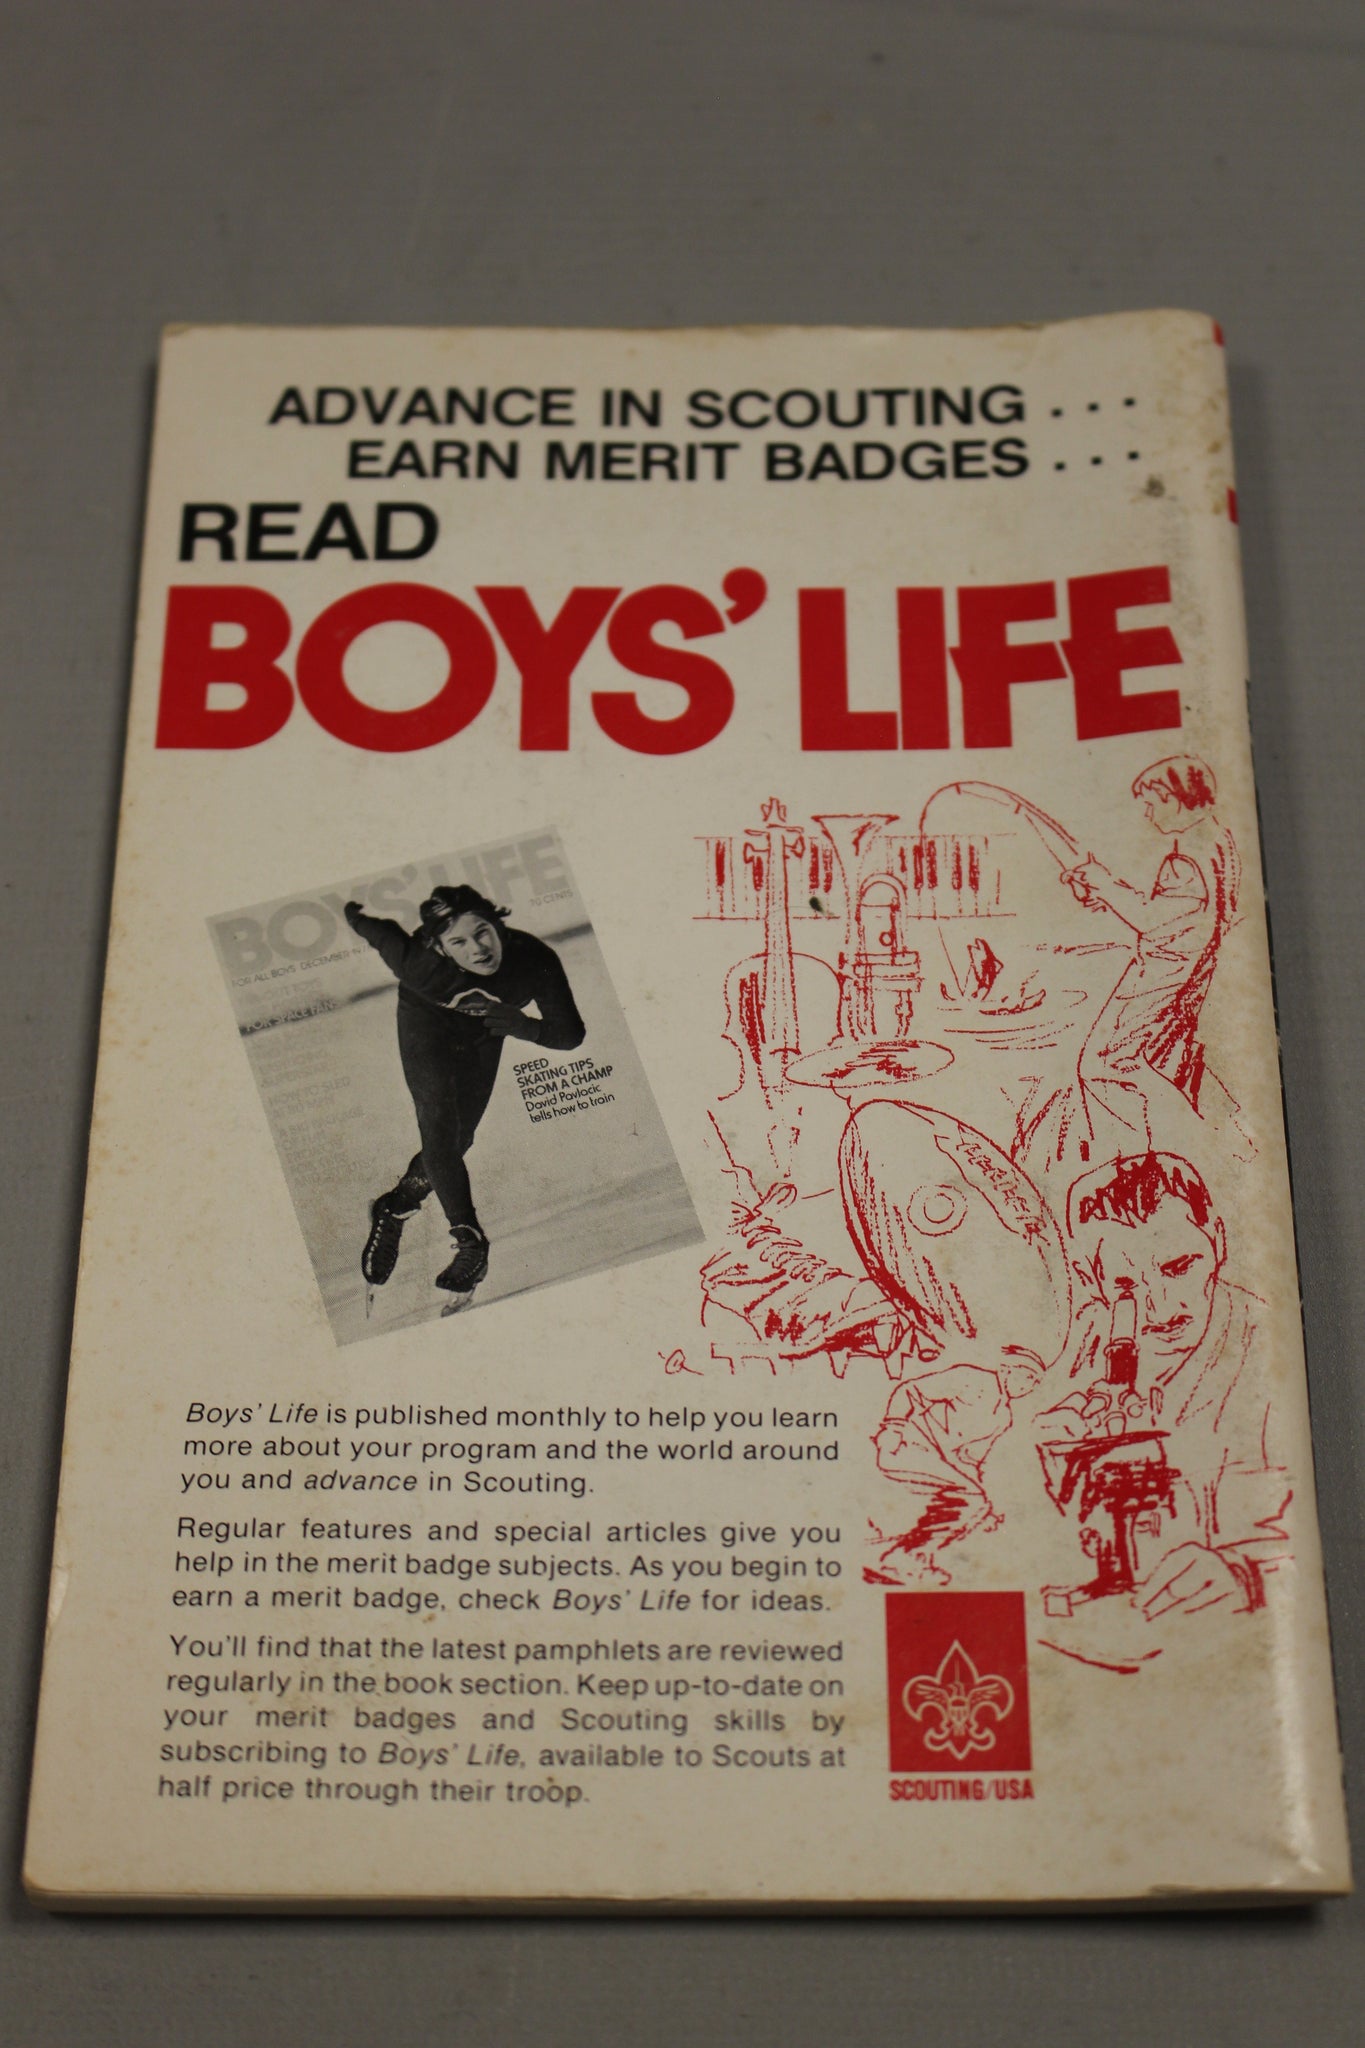 ADVANCE IN SCOUTING . . .
EARN MERIT BADGES . . .
READ
BOYS' LIFE
BOYS' LIFE
70 CENTS
FOR ALL BOYS DECEMBER
FOR SPACE FANS
SPEED
SKATING TIPS
FROM A CHAMP
David Pavlacic
tells how to train
Boys' Life is published monthly to help you learn
more about your program and the world around
you and advance in Scouting.
Regular features and special articles give you
help in the merit badge subjects. As you begin to
earn a merit badge, check Boys' Life for ideas.
You'll find that the latest pamphlets are reviewed
regularly in the book section. Keep up-to-date on
your merit badges and Scouting skills by
subscribing to Boys' Life, available to Scouts at
half price through their troop.
SCOUTING/USA